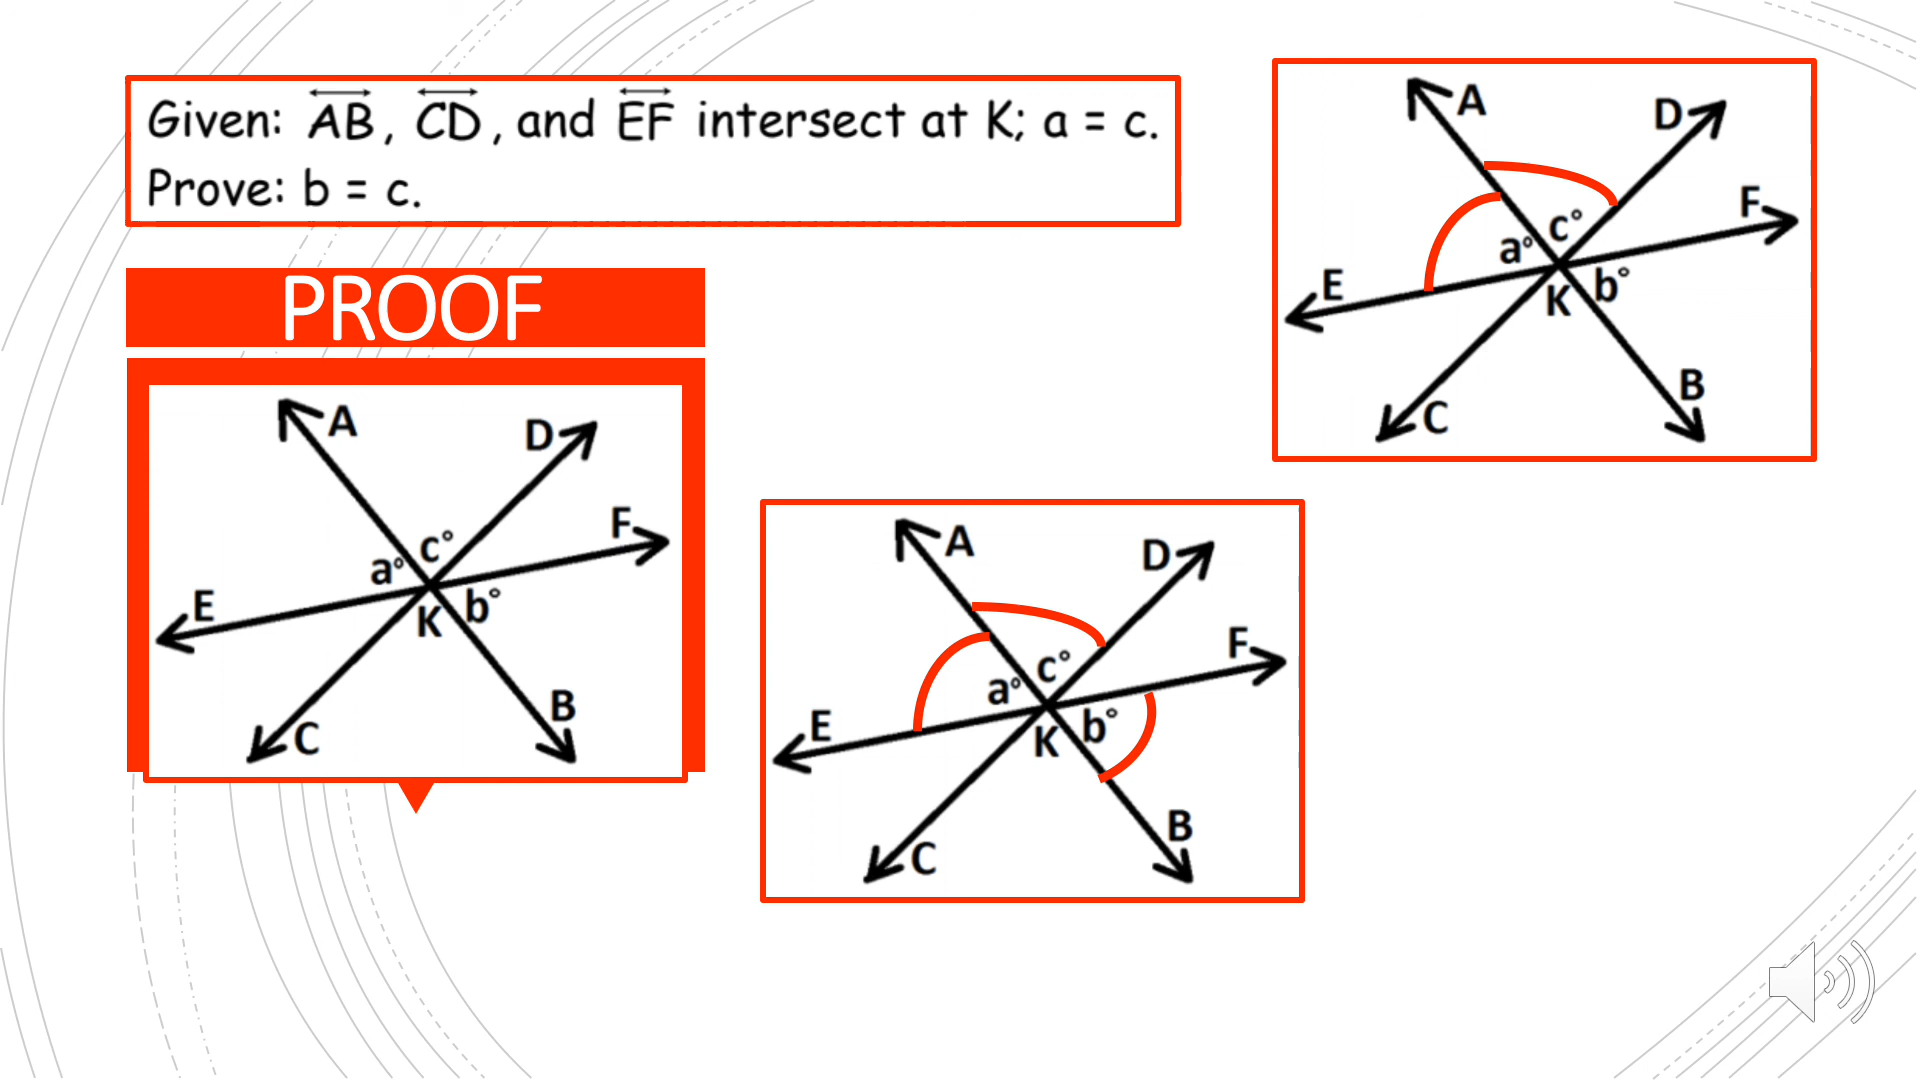 Given: AB, CD, and EF intersect at K; a = c.
Prove: b = c.
PROOF
A
D
F
c°
a°
E
K
b°
B
C
A
D
F
c°
a°
E
K
b°
B
C
A
D
F
c°
a°
E
K
b°
B
C